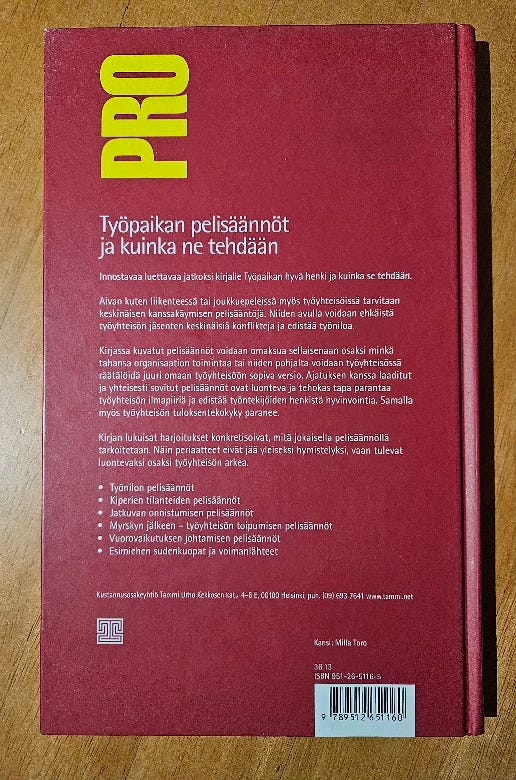 PRO
Työpaikan pelisäännöt
ja kuinka ne tehdään
Innostavaa luettavaa jatkoksi kirjalle Työpaikan hyvä henki ja kuinka se tehdään.
Aivan kuten liikenteessä tai joukkuepeleissä myös työyhteisöissä tarvitaan
keskinäisen kanssakäymisen pelisääntöjä. Niiden avulla voidaan ehkäistä
työyhteisön jäsenten keskinäisiä konflikteja ja edistää työniloa.
Kirjassa kuvatut pelisäännöt voidaan omaksua sellaisenaan osaksi minkä
tahansa organisaation toimintaa tai niiden pohjalta voidaan työyhteisössä
räätälöidä juuri omaan työyhteisöön sopiva versio. Ajatuksen kanssa laaditut
ja yhteisesti sovitut pelisäännöt ovat luonteva ja tehokas tapa parantaa
työyhteisön ilmapiiriä ja edistää työntekijöiden henkistä hyvinvointia. Samalla
myös työyhteisön tuloksentekokyky paranee.
Kirjan lukuisat harjoitukset konkretisoivat, mitä jokaisella pelisäännöllä
tarkoitetaan. Näin periaatteet eivät jää yleiseksi hymistelyksi, vaan tulevat
luontevaksi osaksi työyhteisön arkea.
• Työnilon pelisäännöt
• Kiperien tilanteiden pelisäännöt
• Jatkuvan onnistumisen pelisäännöt
• Myrskyn jälkeen – työyhteisön toipumisen pelisäännöt
• Vuorovaikutuksen johtamisen pelisäännöt
• Esimiehen sudenkuopat ja voimanlähteet
Kustannusosakeyhtiö Tammi Urho Kekkosen katu 4–6 E, 00100 Helsinki, puh. (09) 693 7641 www.tammi.net
Kansi: Milla Toro
36.13
ISBN 951-26-5116-5
9 789512 651160